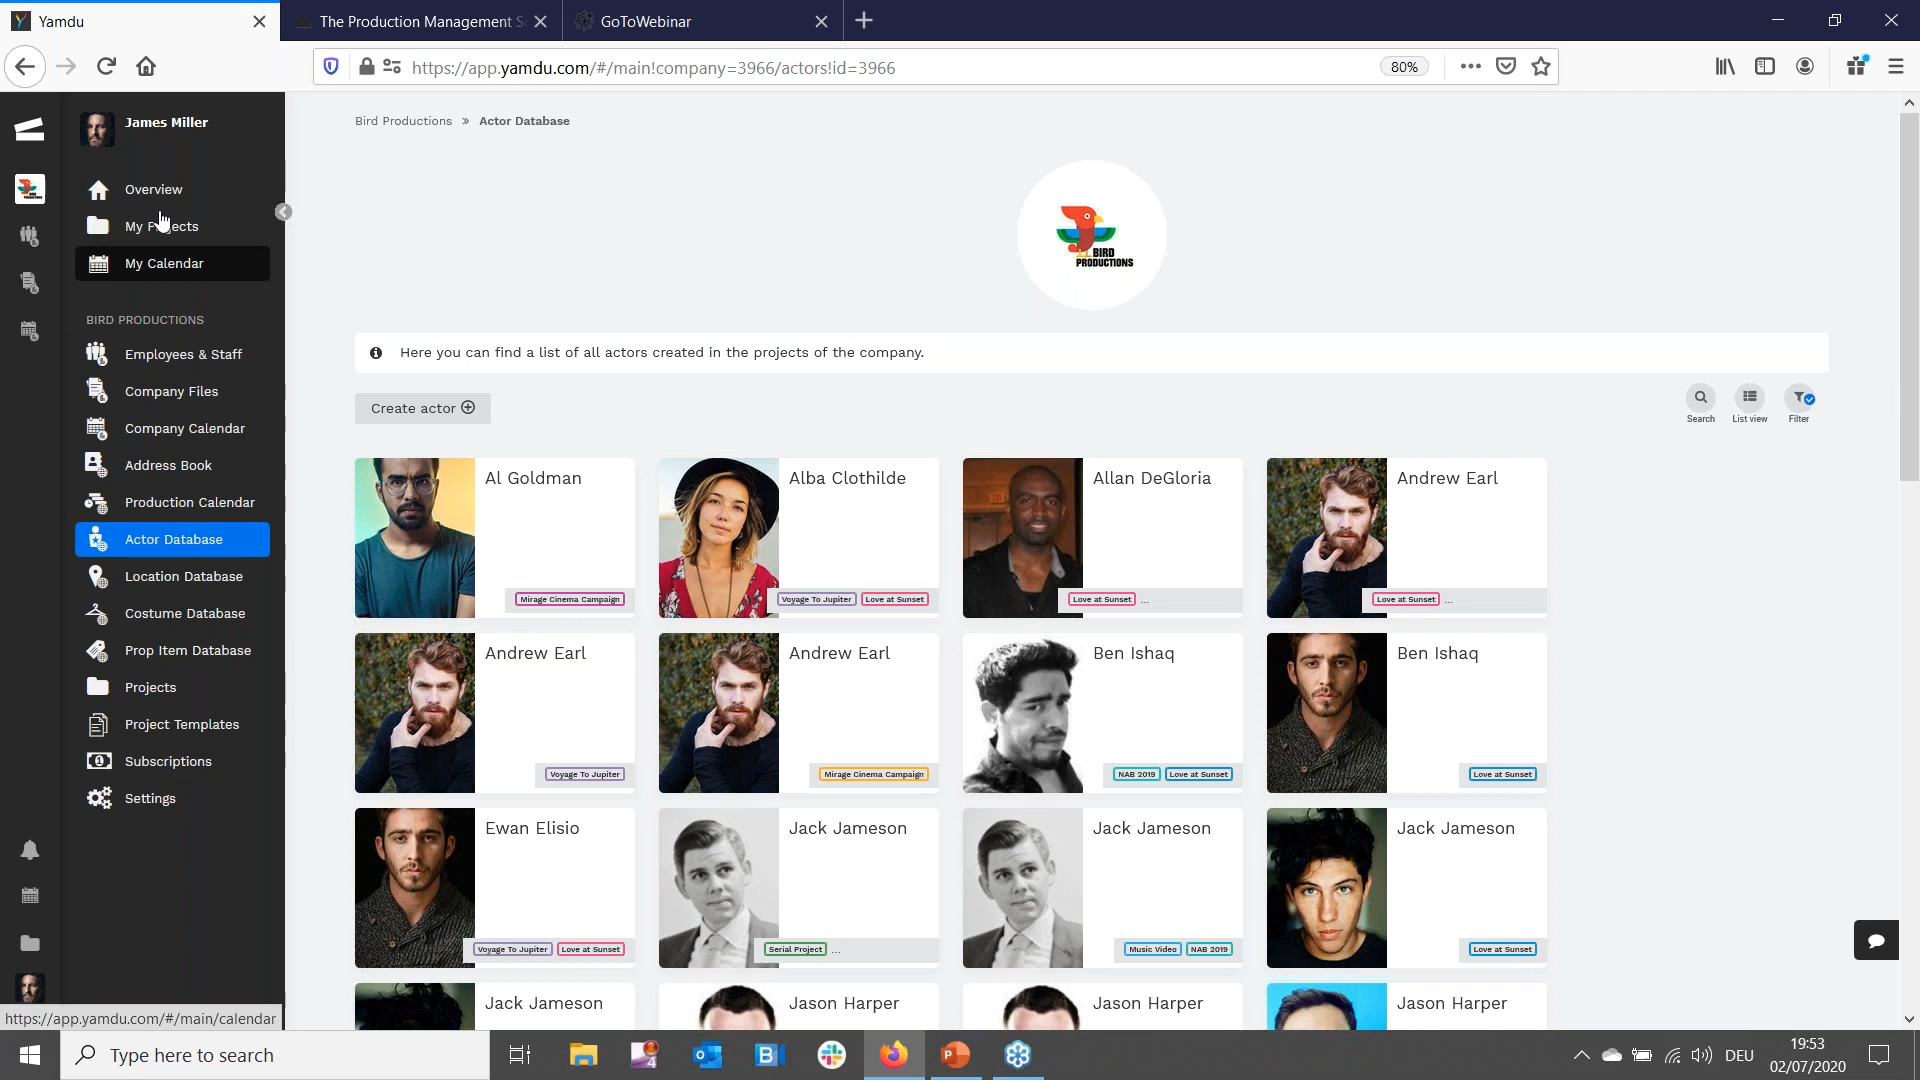 Yamdu
The Production Management S
GoToWebinar
https://app.yamdu.com/#/main!company=3966/actors!id=3966
80%
James Miller
Overview
My Projects
My Calendar
BIRD PRODUCTIONS
Employees & Staff
Company Files
Company Calendar
Address Book
Production Calendar
Actor Database
Location Database
Costume Database
Prop Item Database
Projects
Project Templates
Subscriptions
Settings
Bird Productions » Actor Database
BIRD
PRODUCTIONS
Here you can find a list of all actors created in the projects of the company.
Create actor
Search
List view
Filter
Al Goldman
Mirage Cinema Campaign
Alba Clothilde
Voyage To Jupiter Love at Sunset
Allan DeGloria
Love at Sunset ...
Andrew Earl
Love at Sunset ...
Andrew Earl
Voyage To Jupiter
Andrew Earl
Mirage Cinema Campaign
Ben Ishaq
NAB 2019 Love at Sunset
Ben Ishaq
Love at Sunset
Ewan Elisio
Voyage To Jupiter Love at Sunset
Jack Jameson
Serial Project ...
Jack Jameson
Music Video NAB 2019
Jack Jameson
Love at Sunset
Jack Jameson
Jason Harper
Jason Harper
Jason Harper
https://app.yamdu.com/#/main/calendar
Type here to search
DEU
19:53
02/07/2020